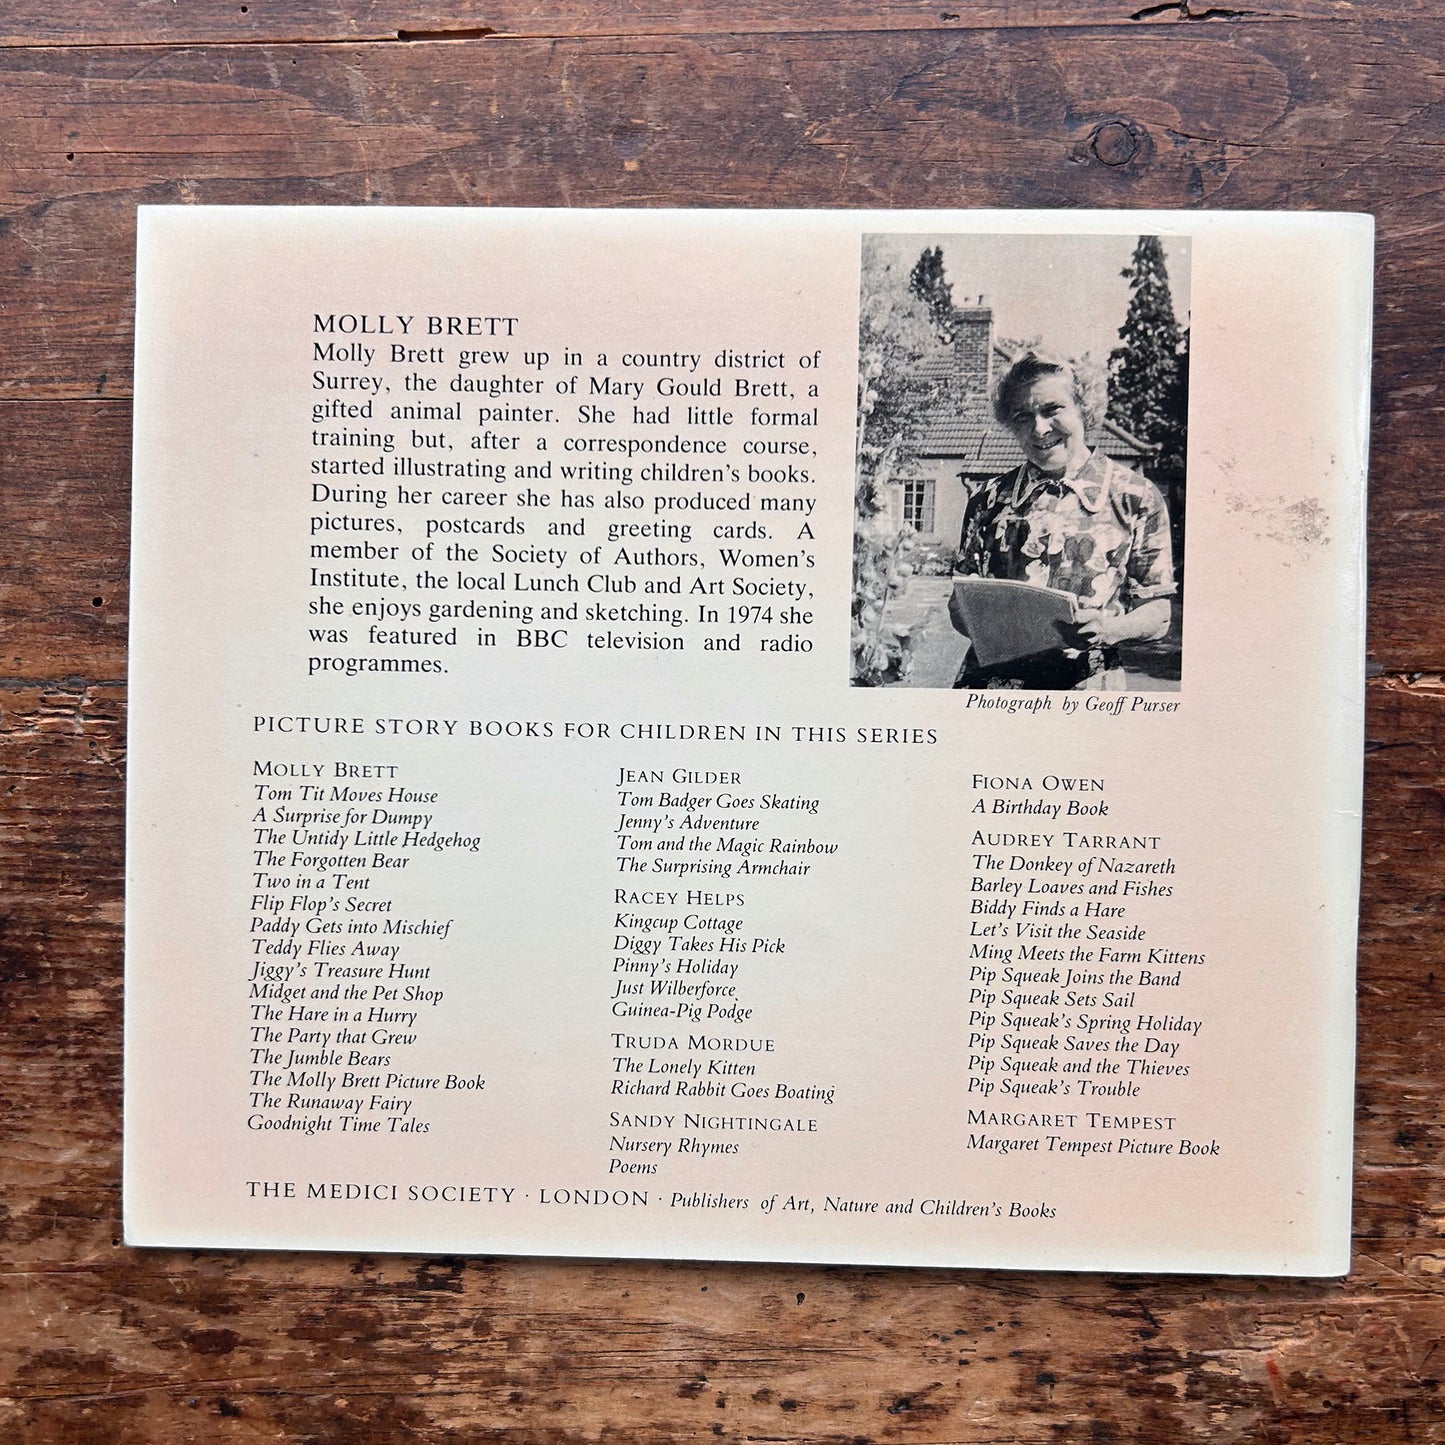 MOLLY BRETT
Molly Brett grew up in a country district of
Surrey, the daughter of Mary Gould Brett, a
gifted animal painter. She had little formal
training but, after a correspondence course,
started illustrating and writing children's books.
During her career she has also produced many
pictures, postcards and greeting cards. A
member of the Society of Authors, Women's
Institute, the local Lunch Club and Art Society,
she enjoys gardening and sketching. In 1974 she
was featured in BBC television and radio
programmes.
Photograph by Geoff Purser
PICTURE STORY BOOKS FOR CHILDREN IN THIS SERIES
MOLLY BRETT
Tom Tit Moves House
A Surprise for Dumpy
The Untidy Little Hedgehog
The Forgotten Bear
Two in a Tent
Flip Flop's Secret
Paddy Gets into Mischief
Teddy Flies Away
Jiggy's Treasure Hunt
Midget and the Pet Shop
The Hare in a Hurry
The Party that Grew
The Jumble Bears
The Molly Brett Picture Book
The Runaway Fairy
Goodnight Time Tales
JEAN GILDER
Tom Badger Goes Skating
Jenny's Adventure
Tom and the Magic Rainbow
The Surprising Armchair
RACEY HELPS
Kingcup Cottage
Diggy Takes His Pick
Pinny's Holiday
Just Wilberforce
Guinea-Pig Podge
TRUDA MORDUE
The Lonely Kitten
Richard Rabbit Goes Boating
SANDY NIGHTINGALE
Nursery Rhymes
Poems
FIONA OWEN
A Birthday Book
AUDREY TARRANT
The Donkey of Nazareth
Barley Loaves and Fishes
Biddy Finds a Hare
Let's Visit the Seaside
Ming Meets the Farm Kittens
Pip Squeak Joins the Band
Pip Squeak Sets Sail
Pip Squeak's Spring Holiday
Pip Squeak Saves the Day
Pip Squeak and the Thieves
Pip Squeak's Trouble
MARGARET TEMPEST
Margaret Tempest Picture Book
THE MEDICI SOCIETY · LONDON · Publishers of Art, Nature and Children's Books